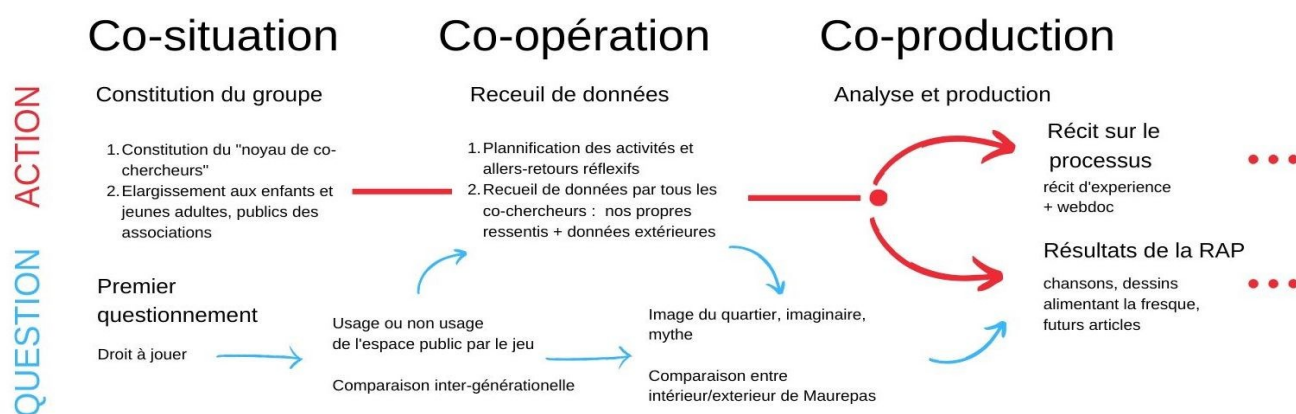 Co-situation
Co-opération
Co-production
ACTION
Constitution du groupe
1. Constitution du "noyau de co-
chercheurs"
2. Elargissement aux enfants et
jeunes adultes, publics des
associations
Receuil de données
1. Plannification des activités et
allers-retours réflexifs
2. Recueil de données par tous les
co-chercheurs :  nos propres
ressentis + données extérieures
Analyse et production
Récit sur le
processus
récit d'experience
+ webdoc
Résultats de la RAP
chansons, dessins
alimentant la fresque,
futurs articles
QUESTION
Premier
questionnement
Droit à jouer
Usage ou non usage
de l'espace public par le jeu
Comparaison inter-générationelle
Image du quartier, imaginaire,
mythe
Comparaison entre
intérieur/exterieur de Maurepas